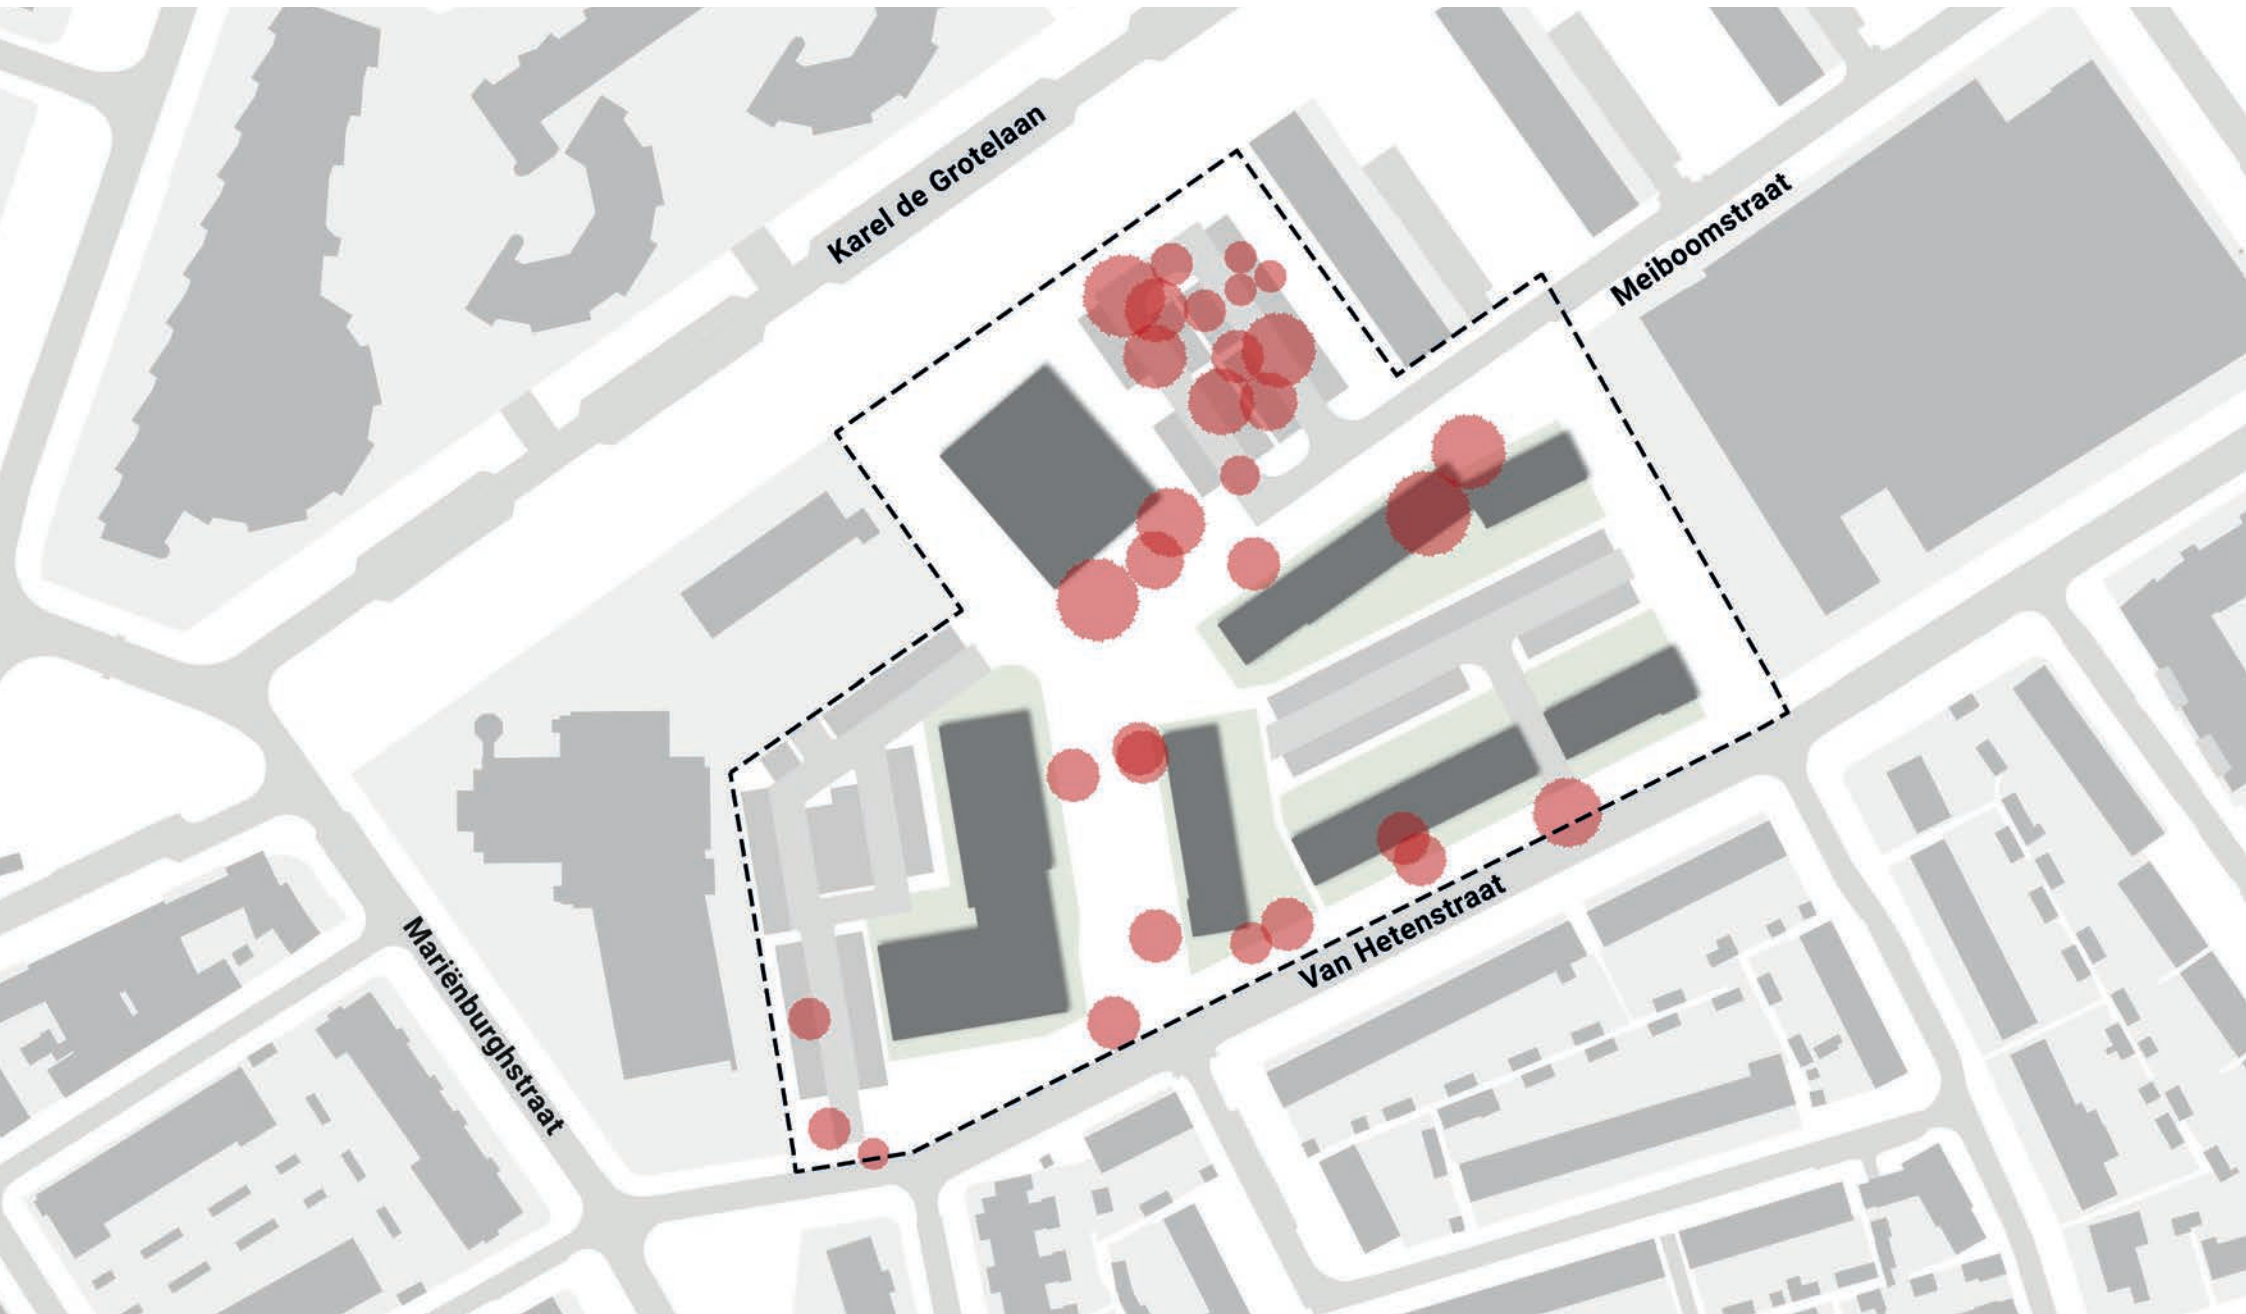 Karel de Grotelaan
Meiboomstraat
Van Hetenstraat
Mariënburghstraat